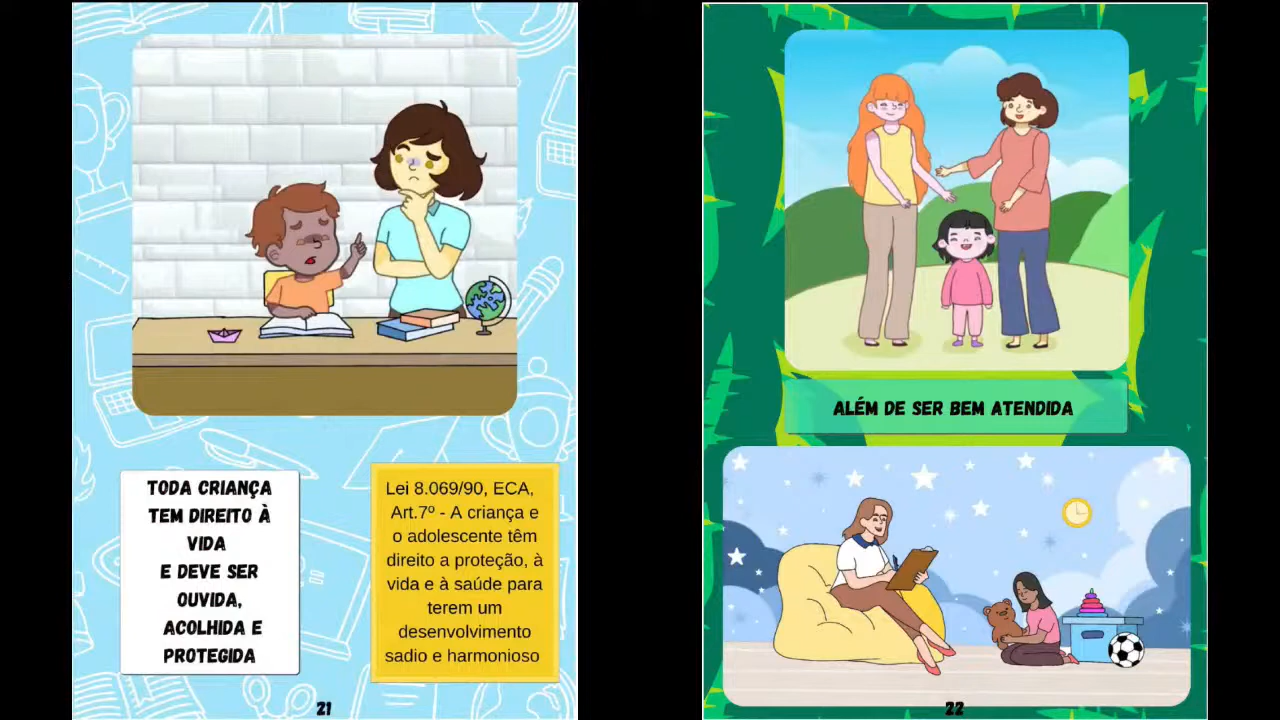 TODA CRIANÇA
TEM DIREITO À
VIDA
E DEVE SER
OUVIDA,
ACOLHIDA E
PROTEGIDA
Lei 8.069/90, ECA,
Art.7º - A criança e
o adolescente têm
direito a proteção, à
vida e à saúde para
terem um
desenvolvimento
sadio e harmonioso
21
ALÉM DE SER BEM ATENDIDA
22